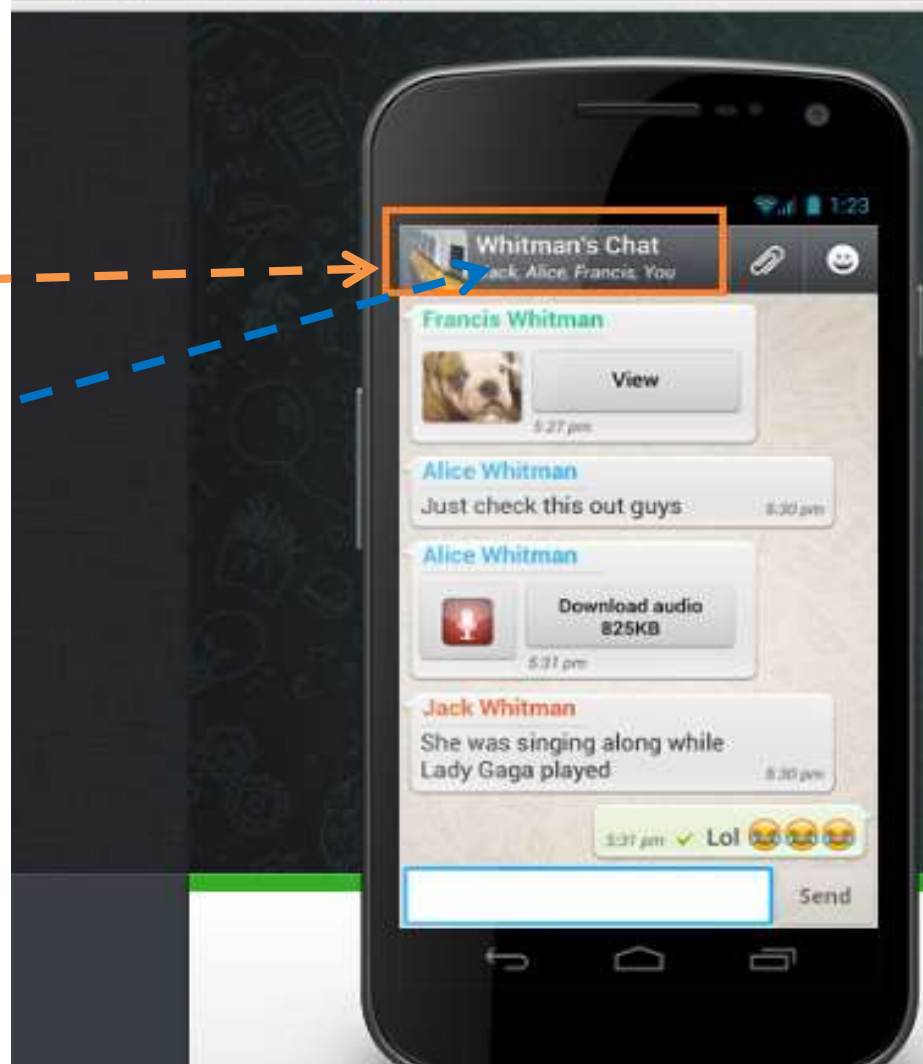 1:23
Whitman's Chat
Jack, Alice, Francis, You
Francis Whitman
View
5:27 pm
Alice Whitman
Just check this out guys
5:30 pm
Alice Whitman
Download audio
825KB
5:31 pm
Jack Whitman
She was singing along while
Lady Gaga played
5:30 pm
5:31 pm ✓ Lol 😂😂😂
Send